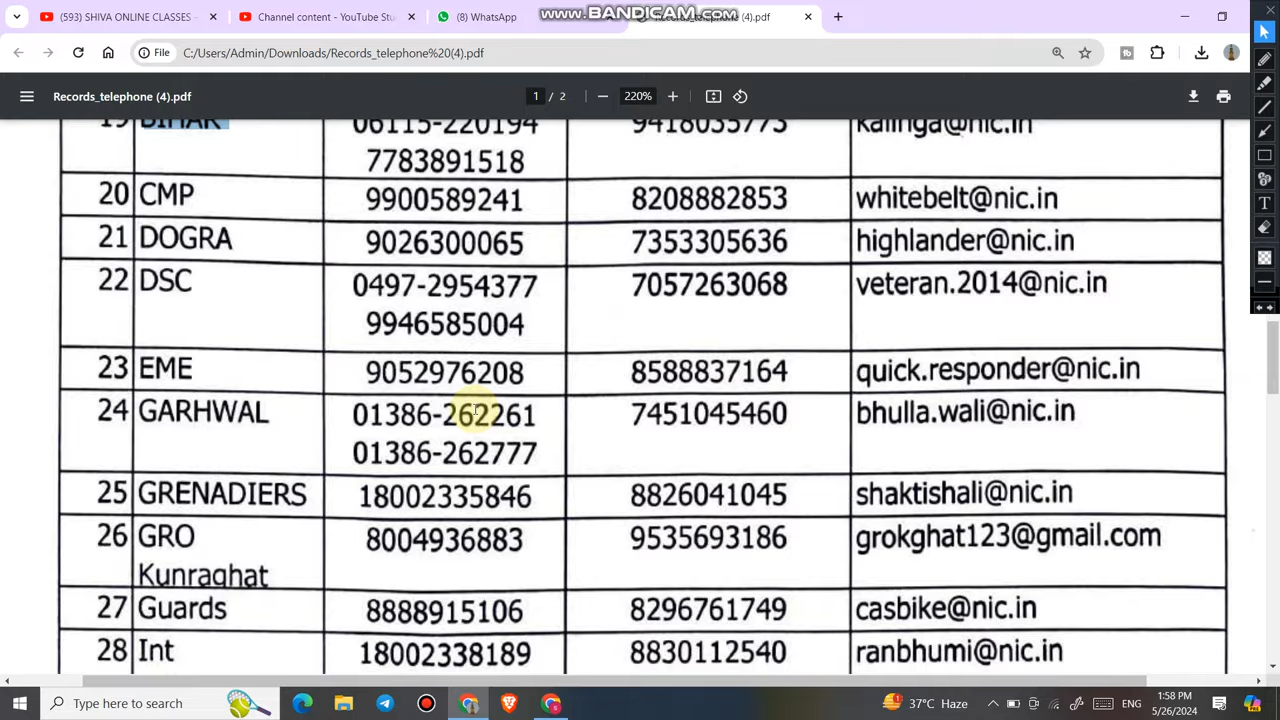 (593) SHIVA ONLINE CLASSES -
Channel content - YouTube Stu
(8) WhatsApp
www.BANDICAM.com
(4).pdf
File
C:/Users/Admin/Downloads/Records_telephone%20(4).pdf
Records_telephone (4).pdf
1 / 2
220%
19 BIHAR 06115-220194 9418035773 kalinga@nic.in
7783891518
20 CMP 9900589241 8208882853 whitebelt@nic.in
21 DOGRA 9026300065 7353305636 highlander@nic.in
22 DSC 0497-2954377 7057263068 veteran.2014@nic.in
9946585004
23 EME 9052976208 8588837164 quick.responder@nic.in
24 GARHWAL 01386-262261 7451045460 bhulla.wali@nic.in
01386-262777
25 GRENADIERS 18002335846 8826041045 shaktishali@nic.in
26 GRO 8004936883 9535693186 grokghat123@gmail.com
Kunraghat
27 Guards 8888915106 8296761749 casbike@nic.in
28 Int 18002338189 8830112540 ranbhumi@nic.in
Type here to search
37°C Haze
ENG
1:58 PM
5/26/2024